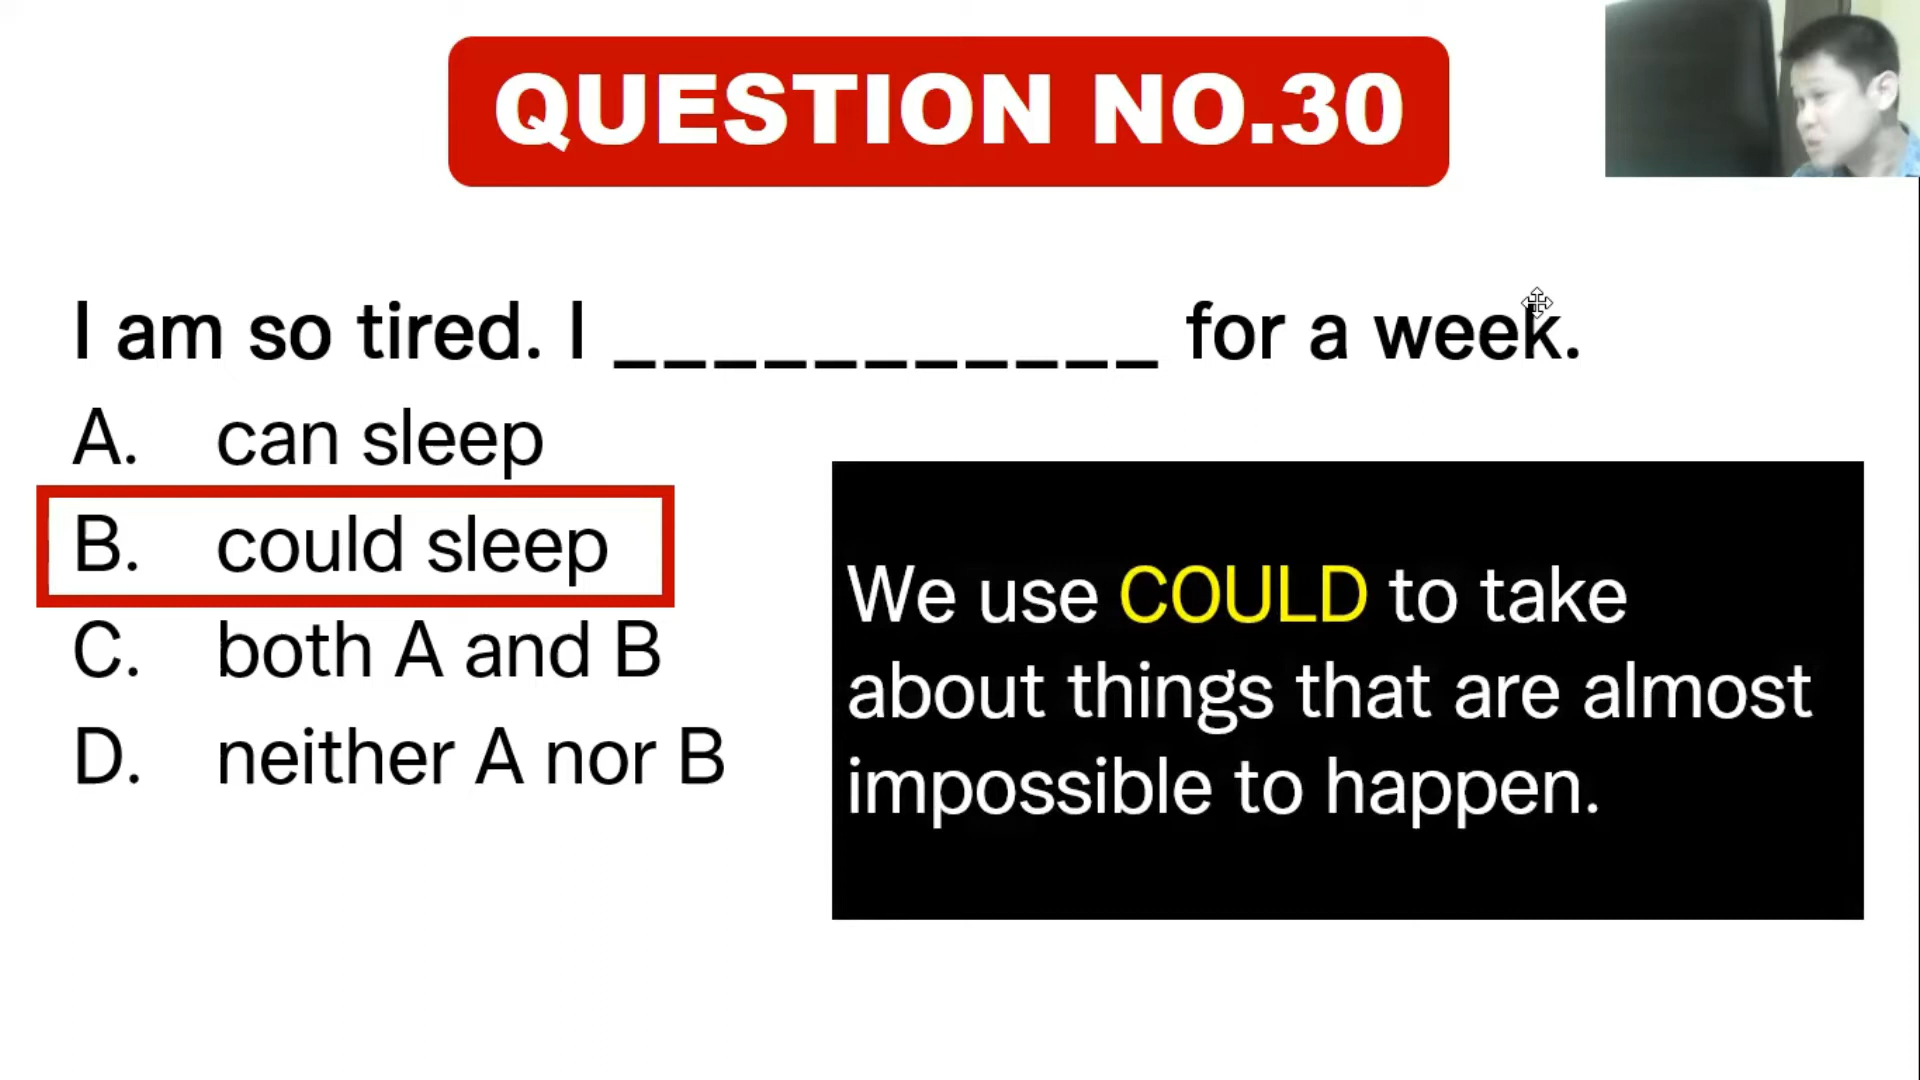 QUESTION NO.30
I am so tired. I ___________ for a week.
A. can sleep
B. could sleep
C. both A and B
D. neither A nor B
We use COULD to take
about things that are almost
impossible to happen.